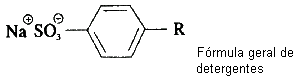 Na⊕SO₃⊖ R
Fórmula geral de
detergentes